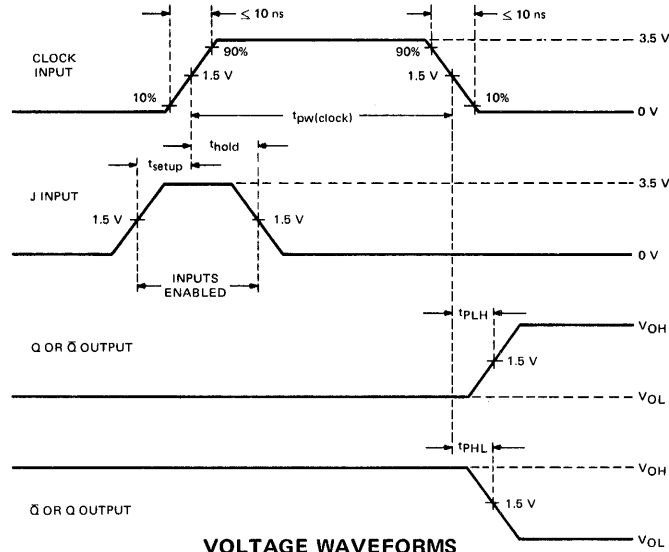 ≤ 10 ns
≤ 10 ns
3.5 V
CLOCK
INPUT
90%
90%
1.5 V
1.5 V
10%
10%
0 V
tpw(clock)
thold
tsetup
3.5 V
J INPUT
1.5 V
1.5 V
0 V
INPUTS
ENABLED
tPLH
VOH
Q OR Q̄ OUTPUT
1.5 V
VOL
tPHL
VOH
1.5 V
Q̄ OR Q OUTPUT
VOL
VOLTAGE WAVEFORMS